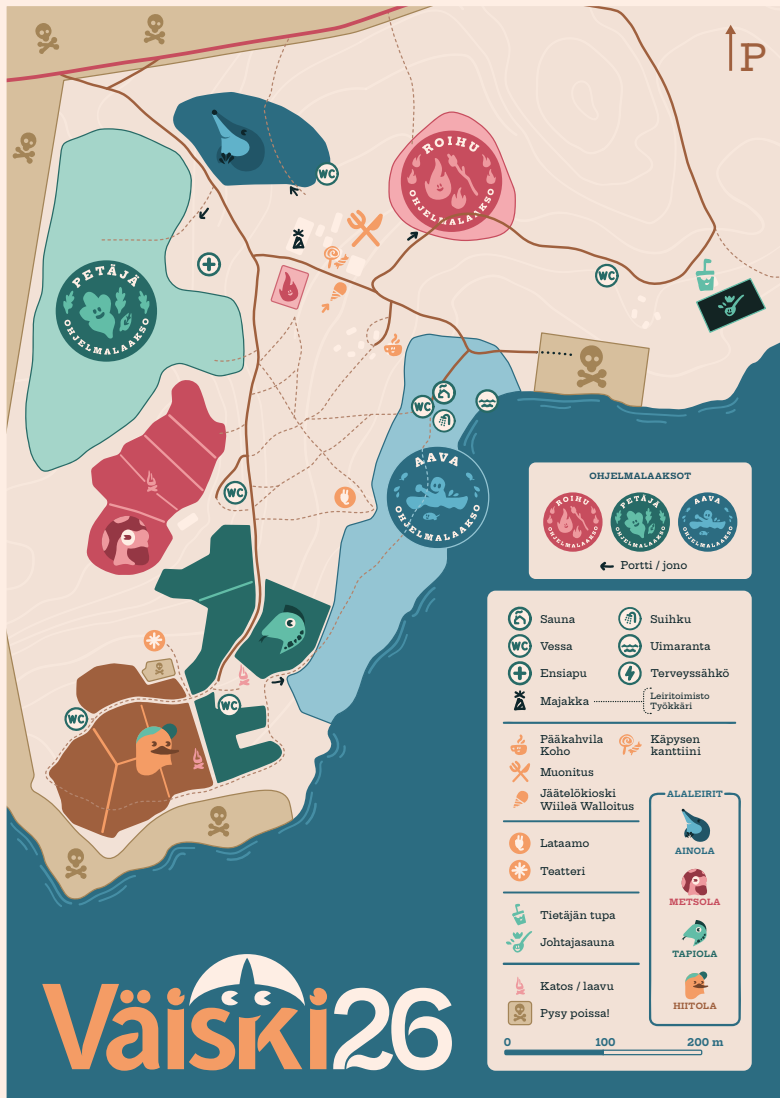 P
WC
ROIHU
OHJELMALAAKSO
WC
PETÄJÄ
OHJELMALAAKSO
WC
AAVA
OHJELMALAAKSO
WC
WC
WC
OHJELMALAAKSOT
ROIHU
OHJELMALAAKSO
PETÄJÄ
OHJELMALAAKSO
AAVA
OHJELMALAAKSO
Portti / jono
Sauna
Suihku
WC
Vessa
Uimaranta
Ensiapu
Terveyssähkö
Majakka
Leiritoimisto
Työkkäri
Pääkahvila
Koho
Käpysen
kanttiini
Muonitus
Jäätelökioski
Wiileä Walloitus
Lataamo
Teatteri
Tietäjän tupa
Johtajasauna
Katos / laavu
Pysy poissa!
ALALEIRIT
AINOLA
METSOLA
TAPIOLA
HIITOLA
0 100 200 m
Väiski26